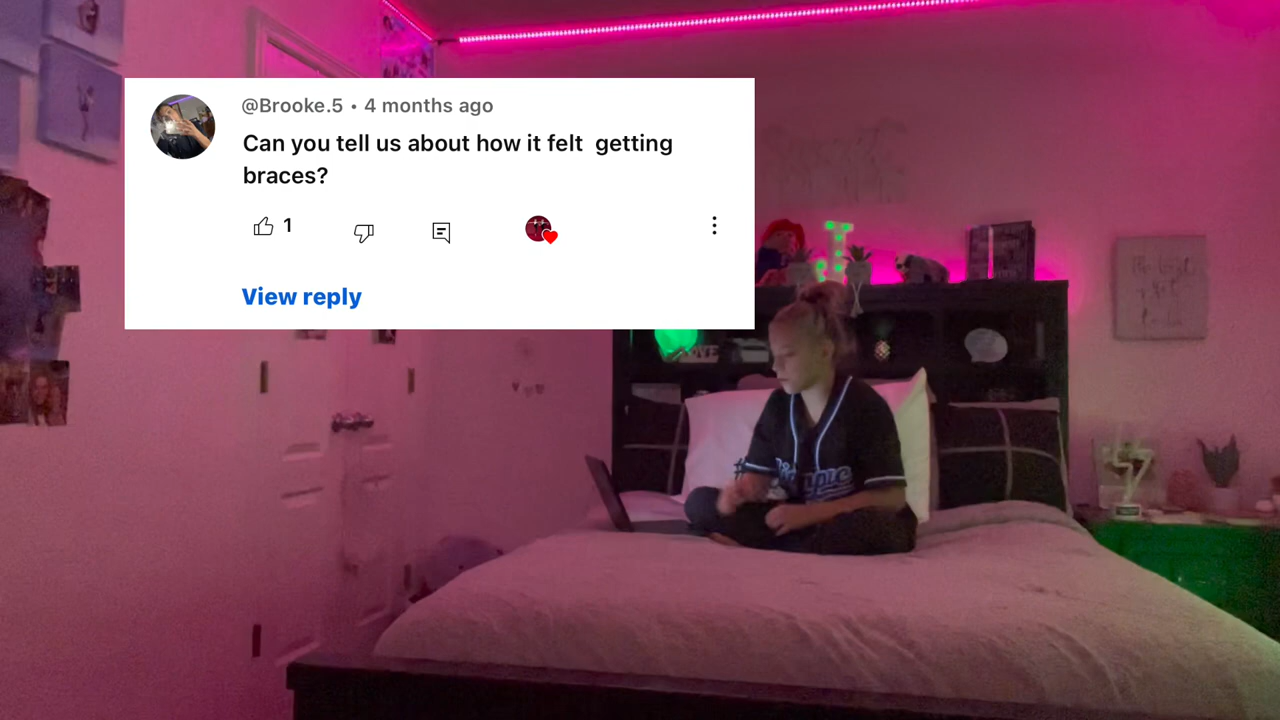 @Brooke.5 • 4 months ago
Can you tell us about how it felt  getting
braces?
1
View reply
J